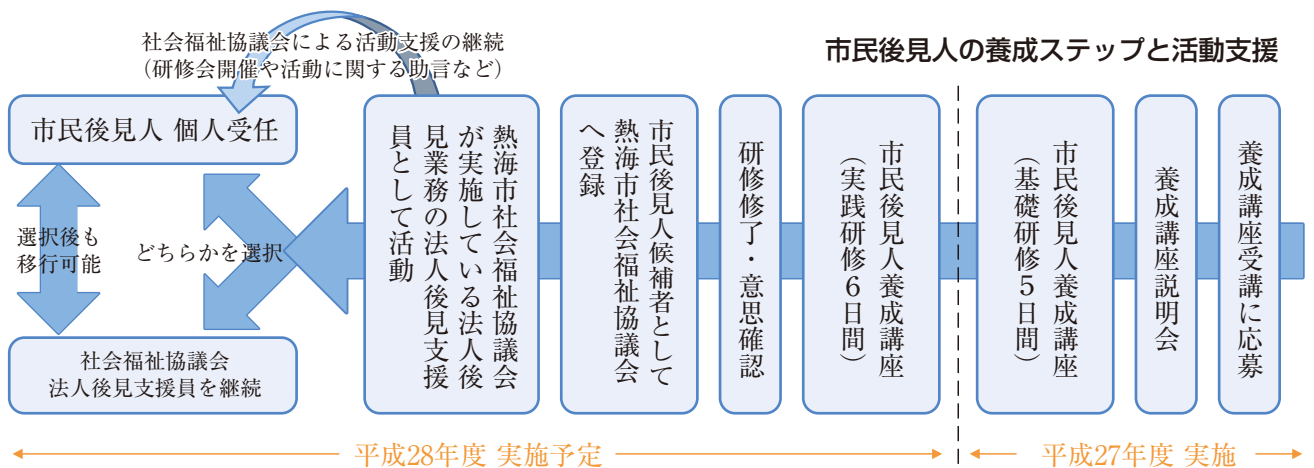 市民後見人の養成ステップと活動支援
養成講座受講に応募
養成講座説明会
市民後見人養成講座
（基礎研修５日間）
市民後見人養成講座
（実践研修６日間）
研修修了・意思確認
市民後見人候補者として
熱海市社会福祉協議会
へ登録
熱海市社会福祉協議会
が実施している法人後
見業務の法人後見支援
員として活動
社会福祉協議会による活動支援の継続
（研修会開催や活動に関する助言など）
市民後見人 個人受任
どちらかを選択
選択後も
移行可能
社会福祉協議会
法人後見支援員を継続
平成28年度 実施予定
平成27年度 実施